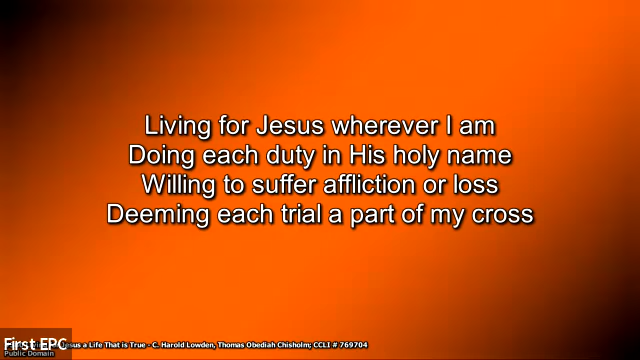 Living for Jesus wherever I am
Doing each duty in His holy name
Willing to suffer affliction or loss
Deeming each trial a part of my cross
First EPC
Jesus a Life That is True - C. Harold Lowden, Thomas Obediah Chisholm; CCLI # 769704
Public Domain